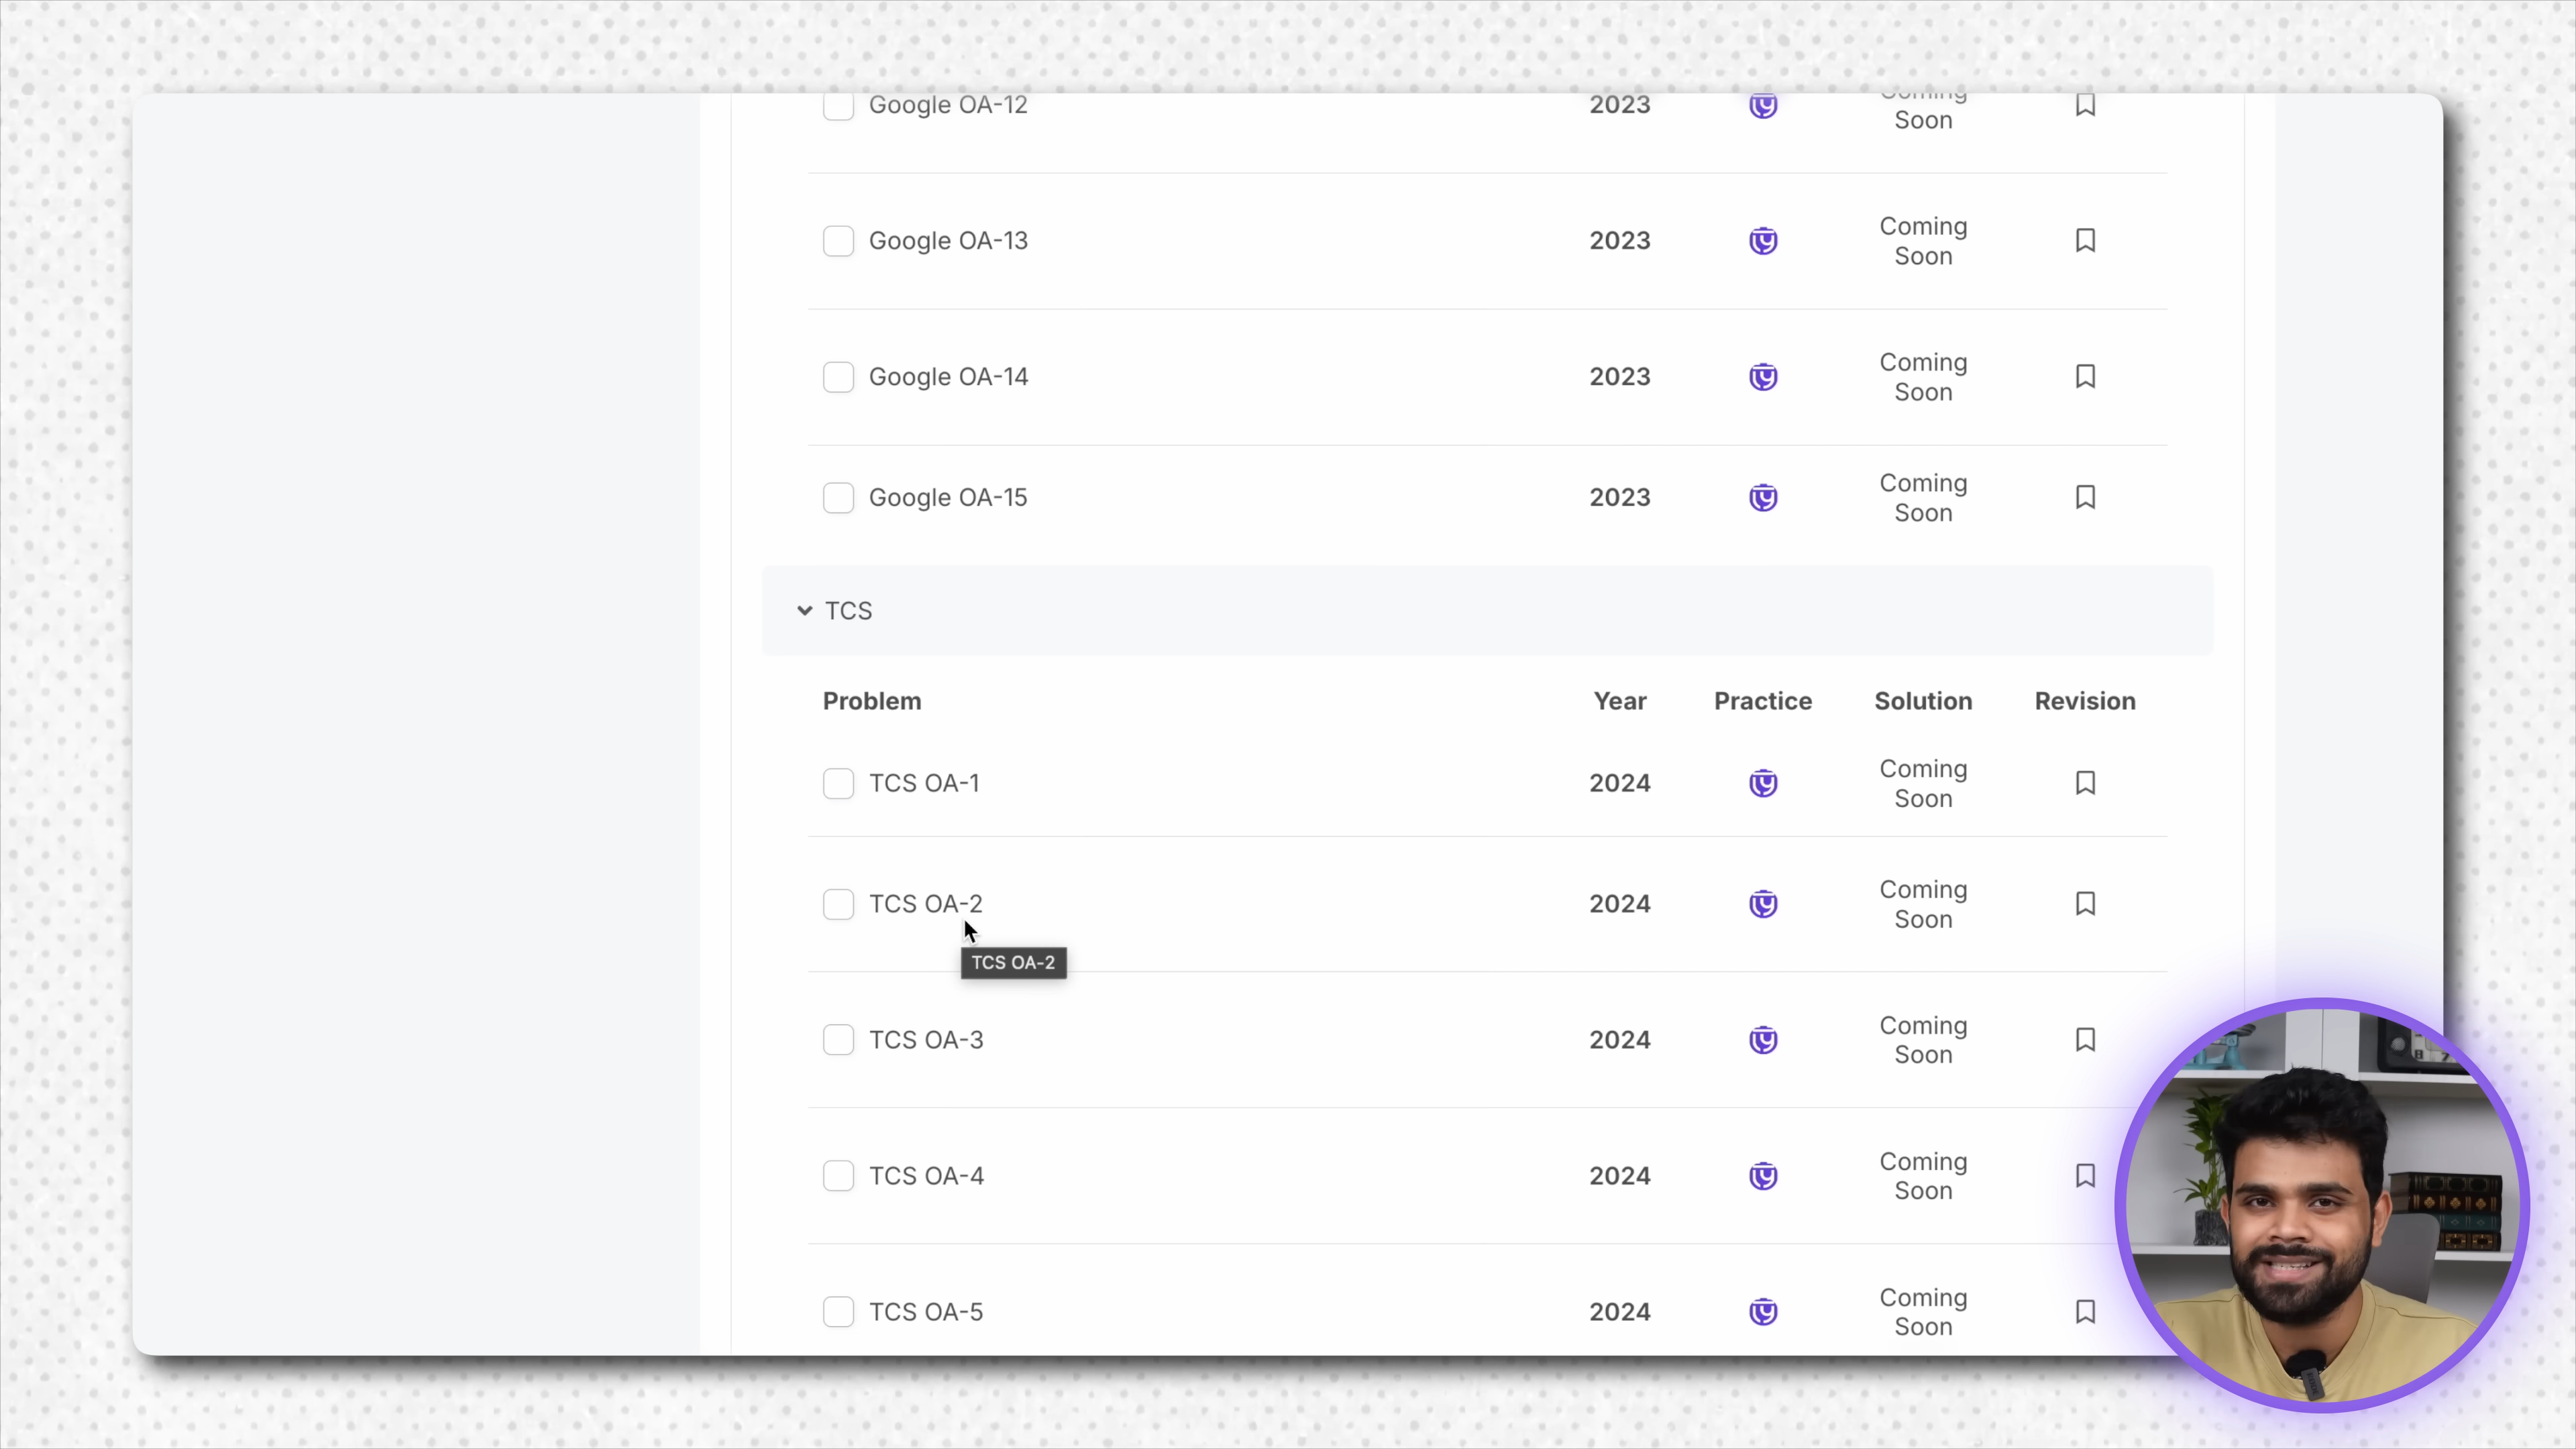 Google OA-12 2023 Coming Soon
Google OA-13 2023 Coming Soon
Google OA-14 2023 Coming Soon
Google OA-15 2023 Coming Soon
TCS
Problem Year Practice Solution Revision
TCS OA-1 2024 Coming Soon
TCS OA-2 2024 Coming Soon
TCS OA-2
TCS OA-3 2024 Coming Soon
TCS OA-4 2024 Coming Soon
TCS OA-5 2024 Coming Soon